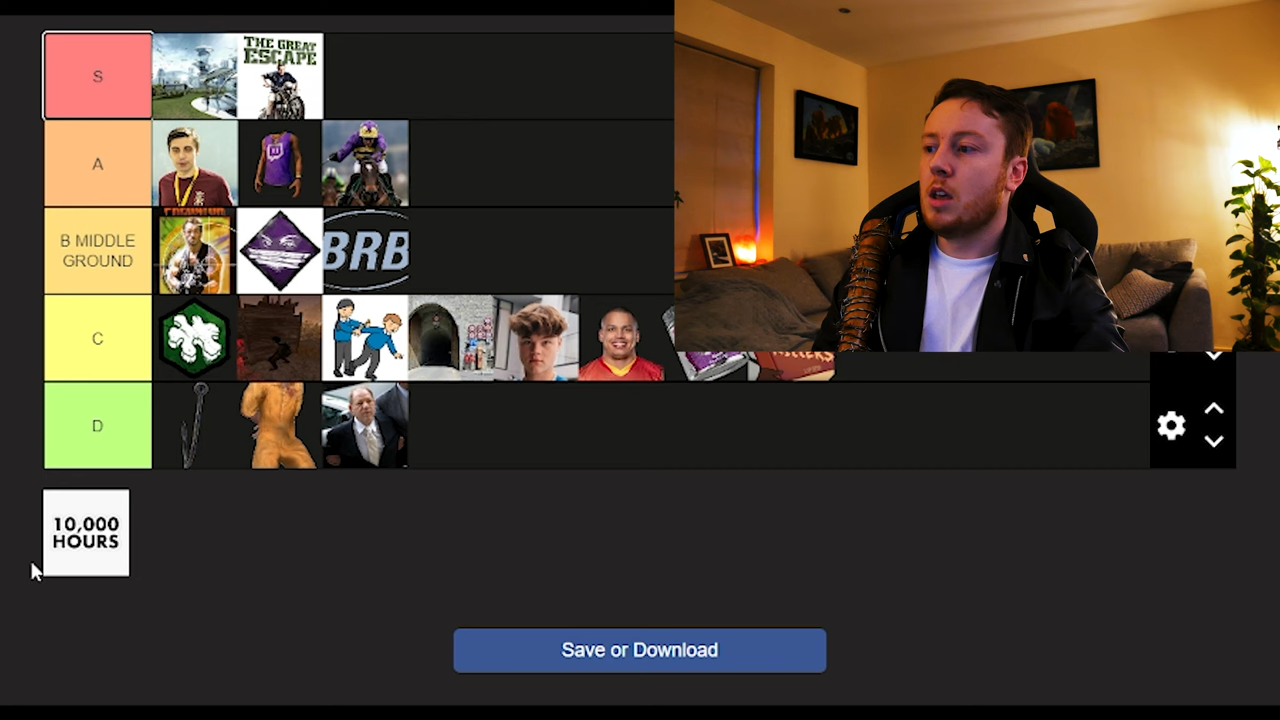 S
THE GREAT
ESCAPE
A
B MIDDLE
GROUND
BRB
C
D
10,000
HOURS
Save or Download